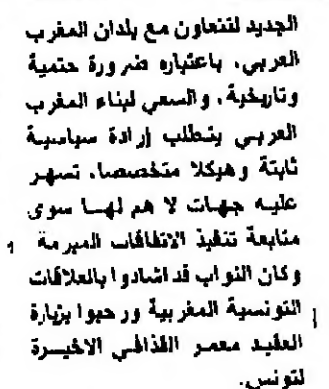 الجديد لتتعاون مع بلدان المغرب
العربي، باعتباره ضرورة حتمية
وتاريخية، والسعي لبناء المغرب
العربي يتطلب إرادة سياسية
ثابتة وهيكلا متخصصا، تسهر
عليه جهات لا هم لها سوى
متابعة تنفيذ الاتفاقات المبرمة
وكان النواب قد اشادوا بالعلاقات
التونسية المغربية ورحبوا بزيارة
العقيد معمر القذافي الاخيرة
لتونس.